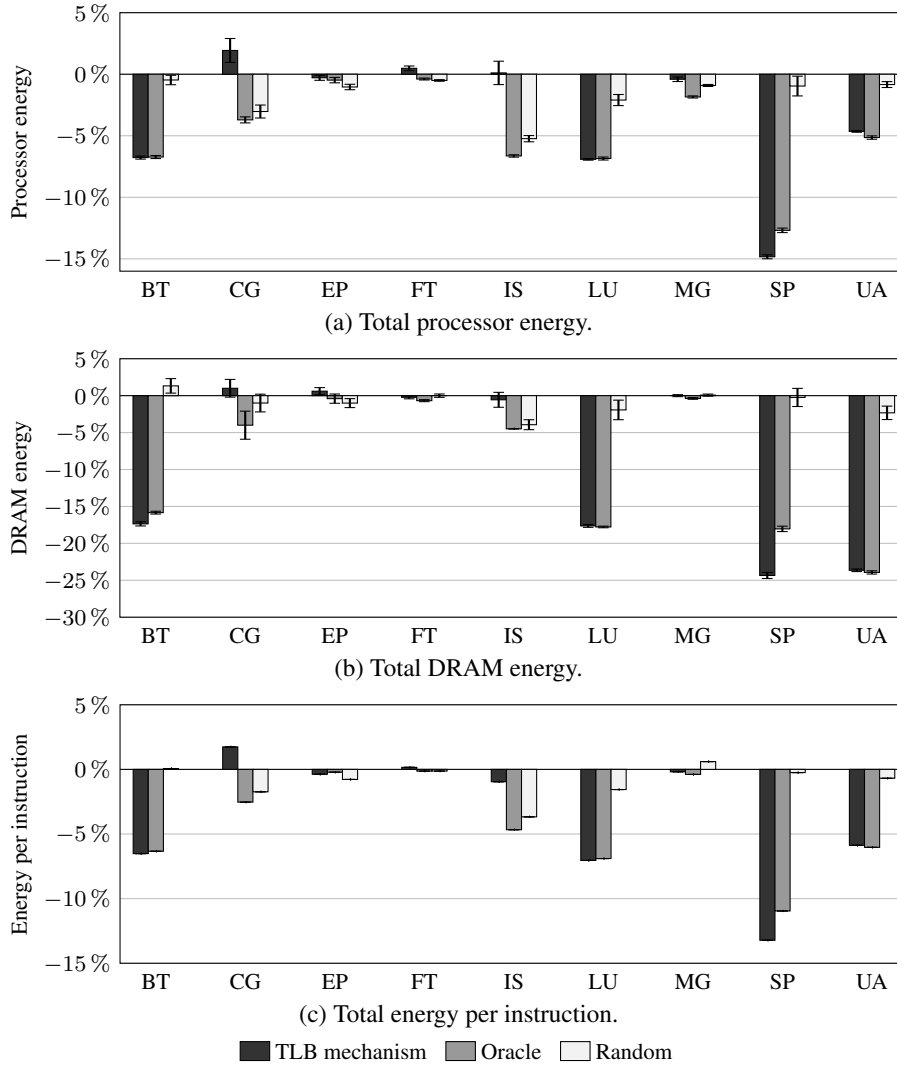 5 %
0 %
−5 %
−10 %
−15 %
Processor energy
BT CG EP FT IS LU MG SP UA
(a) Total processor energy.
5 %
0 %
−5 %
−10 %
−15 %
−20 %
−25 %
−30 %
DRAM energy
BT CG EP FT IS LU MG SP UA
(b) Total DRAM energy.
5 %
0 %
−5 %
−10 %
−15 %
Energy per instruction
BT CG EP FT IS LU MG SP UA
(c) Total energy per instruction.
TLB mechanism Oracle Random